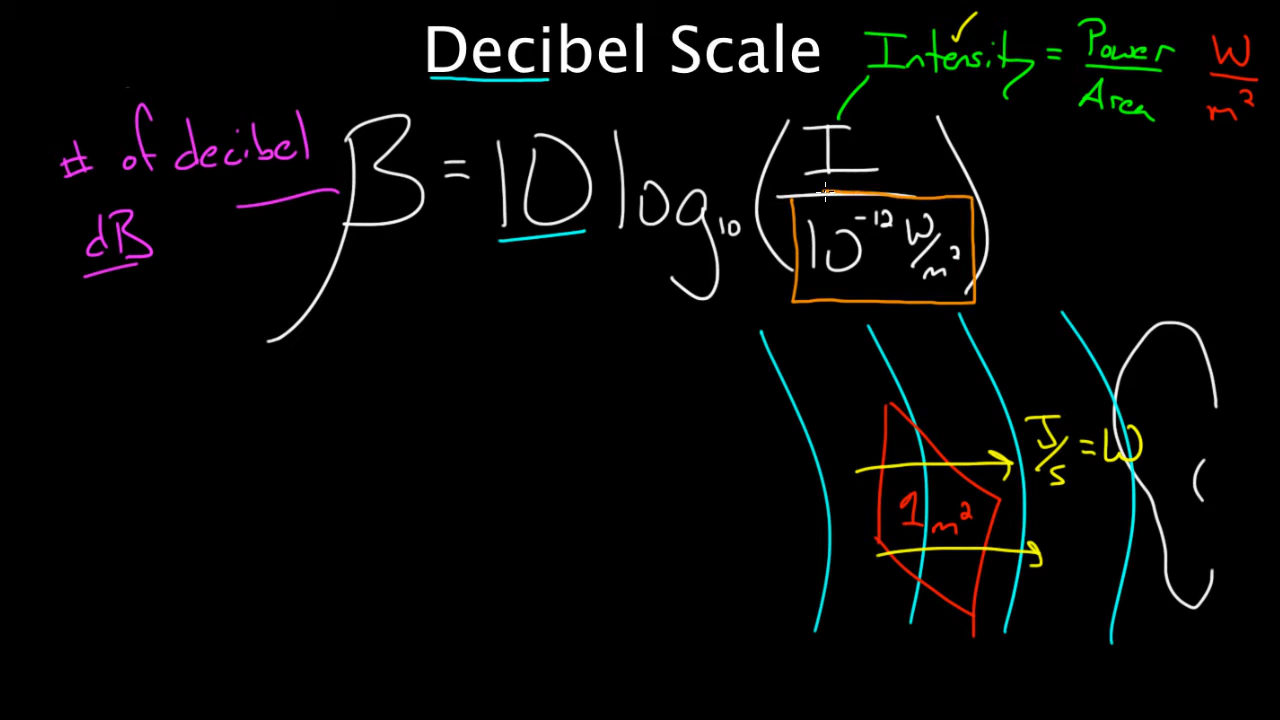 Decibel Scale
Intensity = Power/Area W/m²
# of decibel
dB
β = 10 log₁₀ (I / 10⁻¹² W/m²)
J/s = W
1 m²